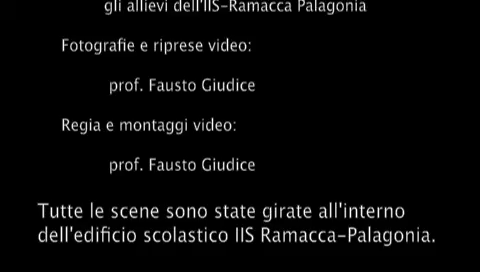 gli allievi dell'IIS-Ramacca Palagonia
Fotografie e riprese video:
prof. Fausto Giudice
Regia e montaggi video:
prof. Fausto Giudice
Tutte le scene sono state girate all'interno
dell'edificio scolastico IIS Ramacca-Palagonia.